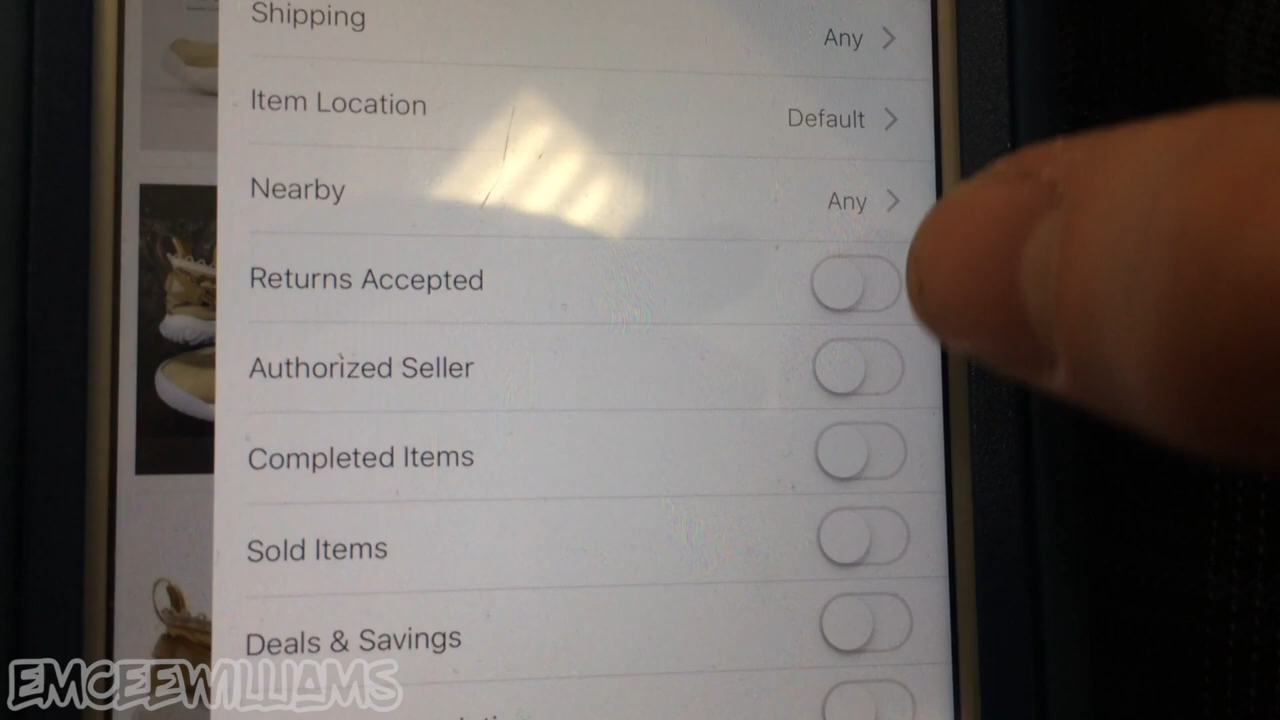 Shipping
Any
Item Location
Default
Nearby
Any
Returns Accepted
Authorized Seller
Completed Items
Sold Items
Deals & Savings
EMCEEWILLIAMS